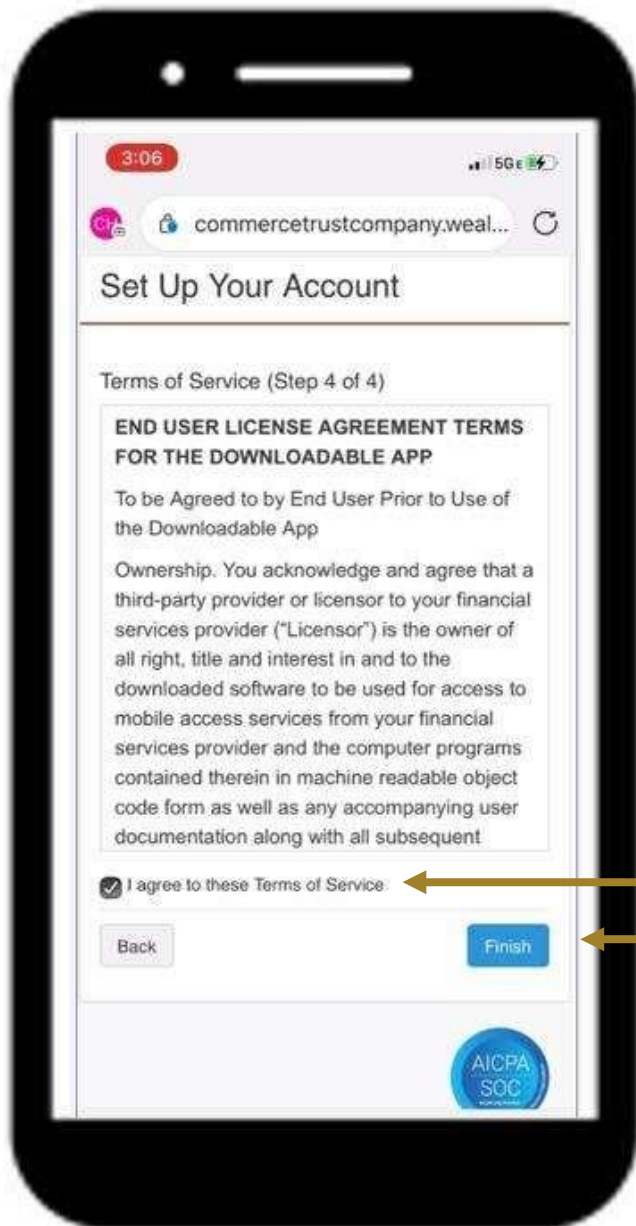 3:06
5G E
CH
commercetrustcompany.weal...
Set Up Your Account
Terms of Service (Step 4 of 4)
END USER LICENSE AGREEMENT TERMS
FOR THE DOWNLOADABLE APP
To be Agreed to by End User Prior to Use of
the Downloadable App
Ownership. You acknowledge and agree that a
third-party provider or licensor to your financial
services provider (“Licensor”) is the owner of
all right, title and interest in and to the
downloaded software to be used for access to
mobile access services from your financial
services provider and the computer programs
contained therein in machine readable object
code form as well as any accompanying user
documentation along with all subsequent
I agree to these Terms of Service
Back
Finish
AICPA
SOC